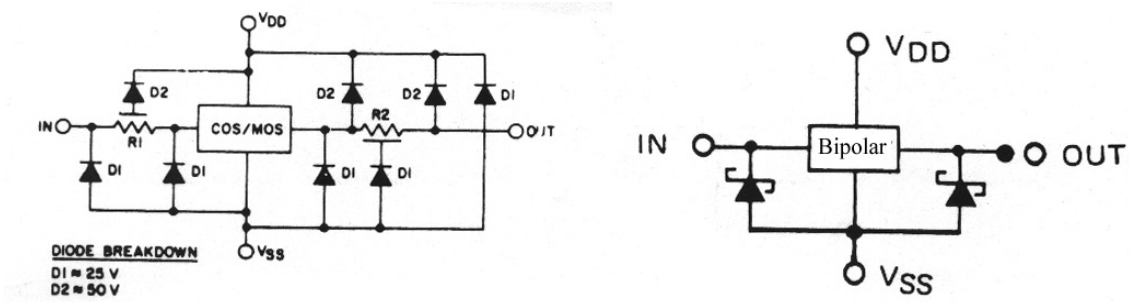 VDD
D2
D2
D2
D1
R2
IN
R1
COS/MOS
OUT
D1
D1
D1
D1
VSS
DIODE BREAKDOWN
D1 ≈ 25 V
D2 ≈ 50 V
VDD
IN
Bipolar
OUT
VSS